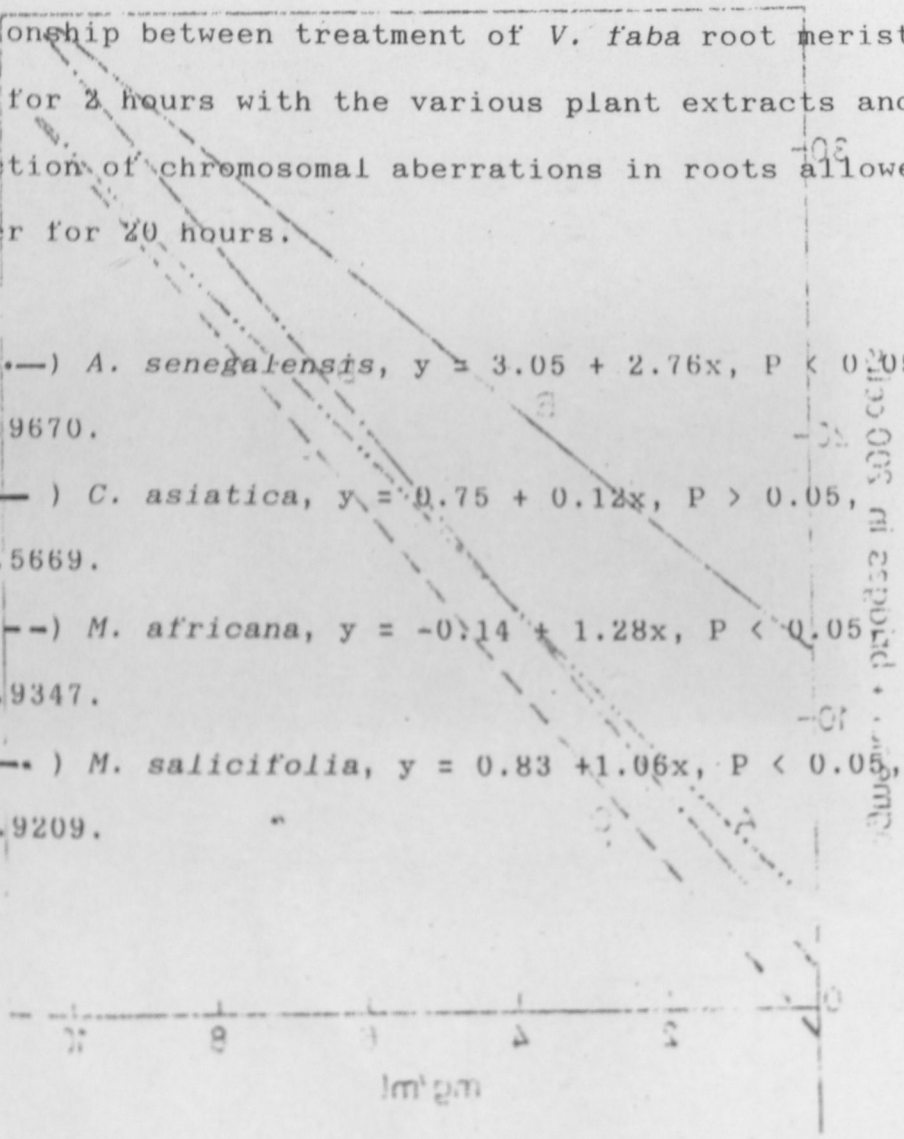 onship between treatment of V. faba root merist
for 2 hours with the various plant extracts and
tion of chromosomal aberrations in roots allowe
r for 20 hours.
•—) A. senegalensis, y = 3.05 + 2.76x, P < 0.05
9670.
— ) C. asiatica, y = 0.75 + 0.12x, P > 0.05,
5669.
--) M. africana, y = -0.14 + 1.28x, P < 0.05,
9347.
—• ) M. salicifolia, y = 0.83 +1.06x, P < 0.05,
.9209.
30
10
0
8
4
2
mg/ml